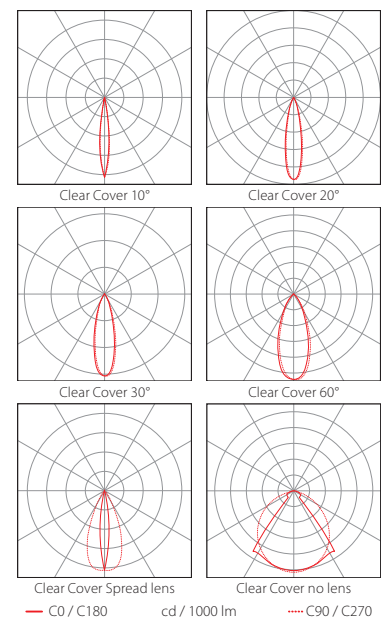 Clear Cover 10°
Clear Cover 20°
Clear Cover 30°
Clear Cover 60°
Clear Cover Spread lens
Clear Cover no lens
C0 / C180
cd / 1000 lm
C90 / C270